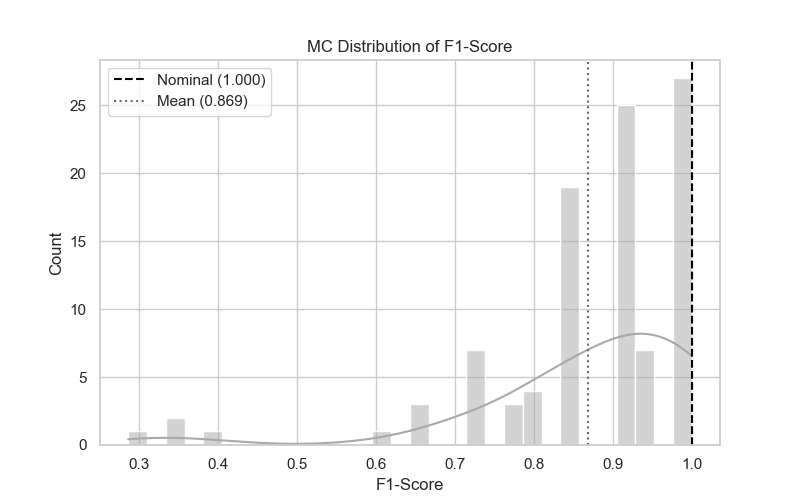 MC Distribution of F1-Score
Nominal (1.000)
Mean (0.869)
25
20
15
10
5
0
Count
0.3 0.4 0.5 0.6 0.7 0.8 0.9 1.0
F1-Score